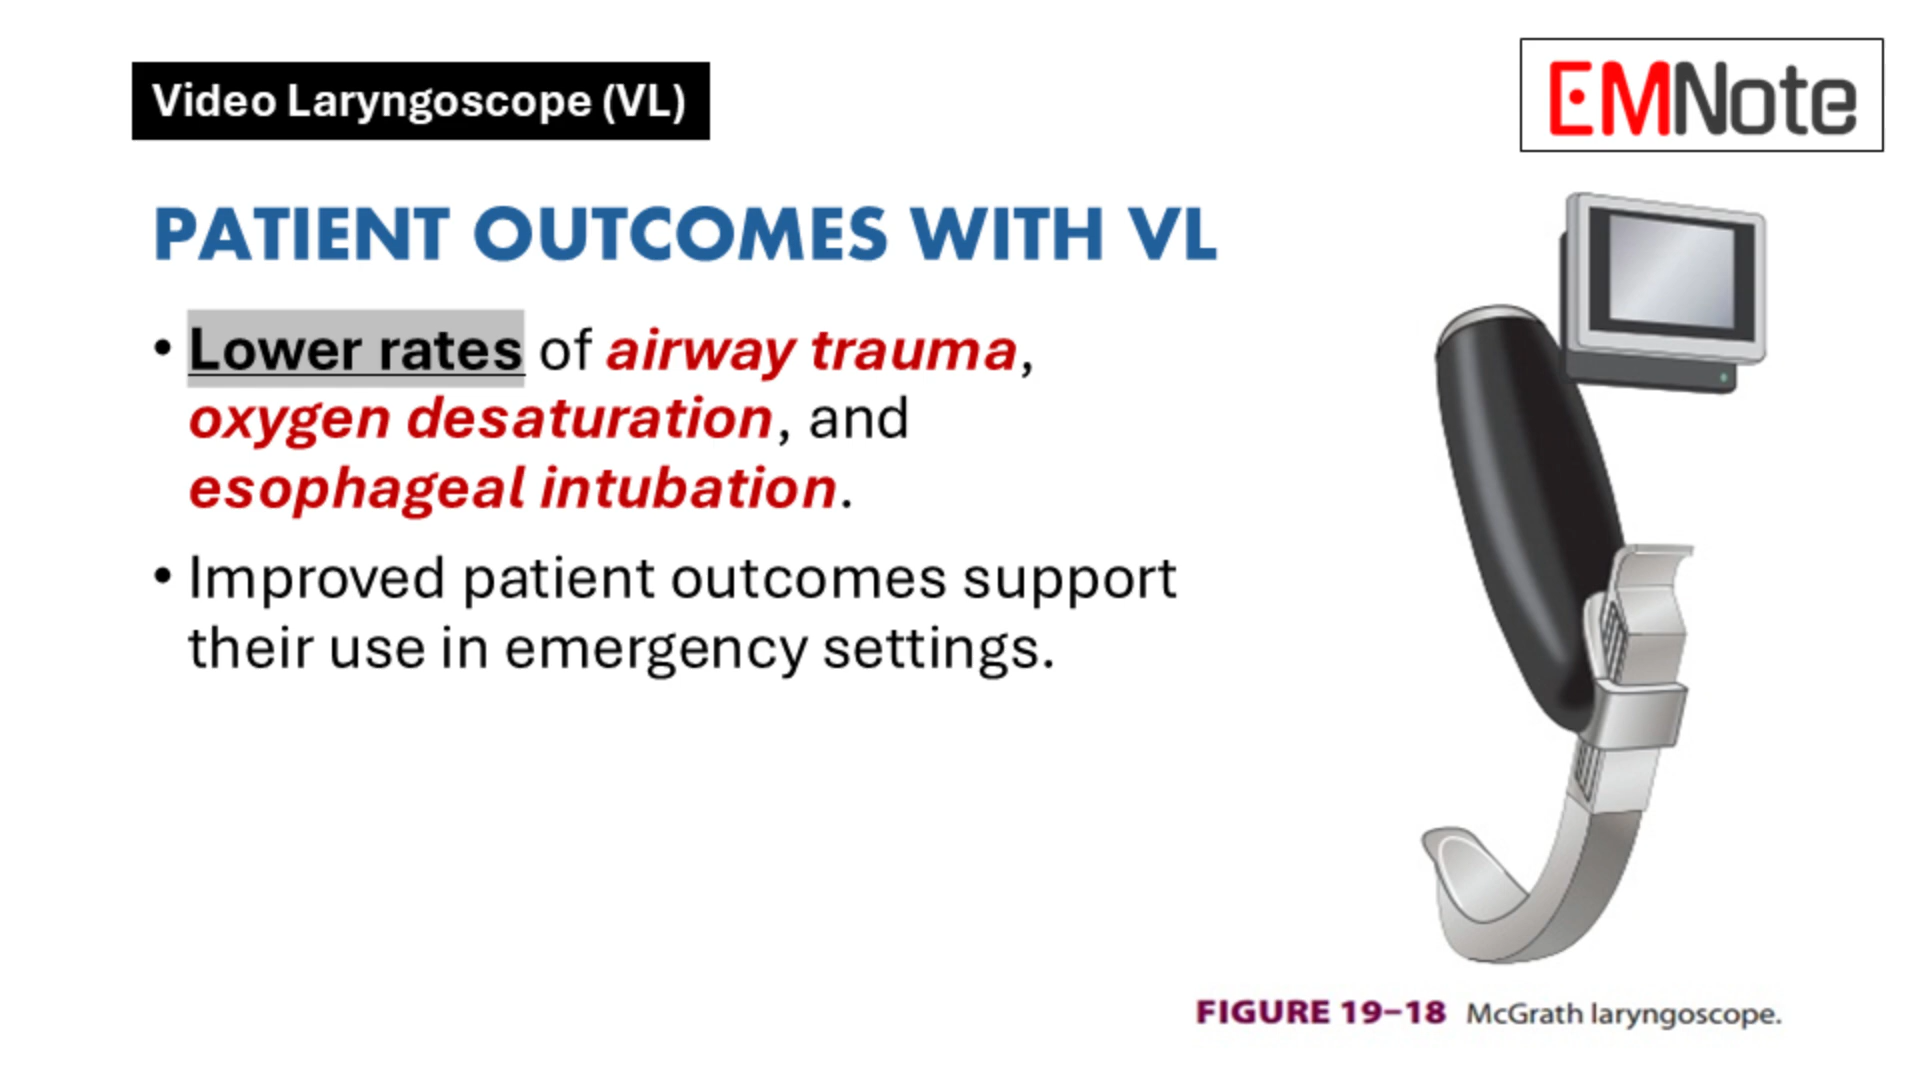 Video Laryngoscope (VL)
EMNote
PATIENT OUTCOMES WITH VL
• Lower rates of airway trauma,
oxygen desaturation, and
esophageal intubation.
• Improved patient outcomes support
their use in emergency settings.
FIGURE 19–18 McGrath laryngoscope.